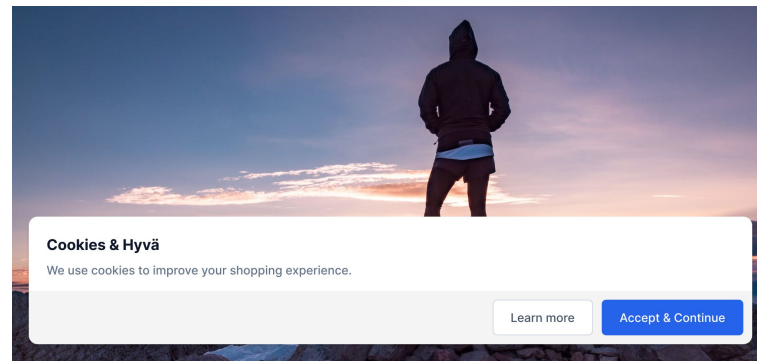 Cookies & Hyvä
We use cookies to improve your shopping experience.
Learn more
Accept & Continue